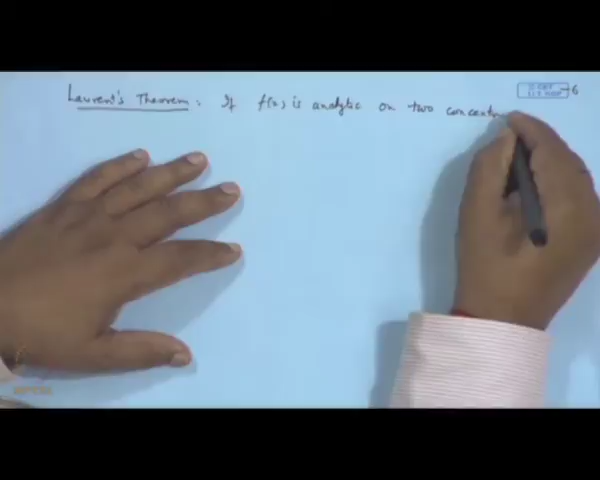 Laurent's Theorem: If f(z) is analytic on two concentr